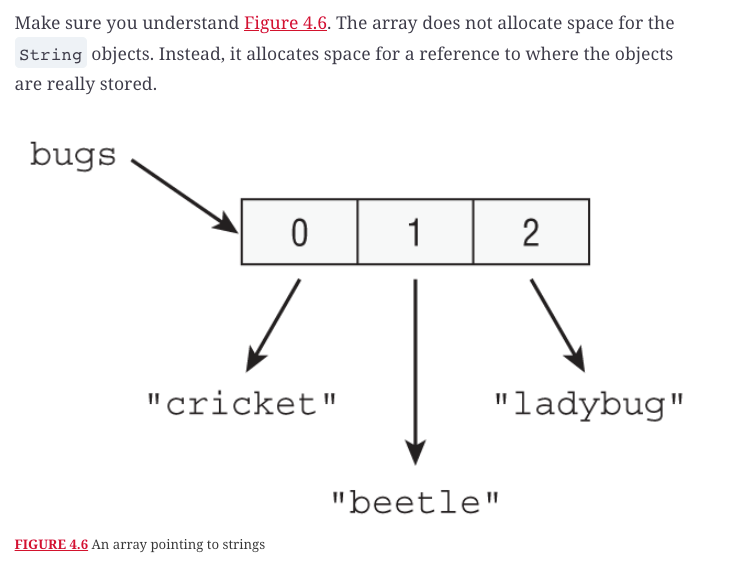 Make sure you understand Figure 4.6. The array does not allocate space for the
String objects. Instead, it allocates space for a reference to where the objects
are really stored.
bugs
0 1 2
"cricket" "ladybug"
"beetle"
FIGURE 4.6 An array pointing to strings